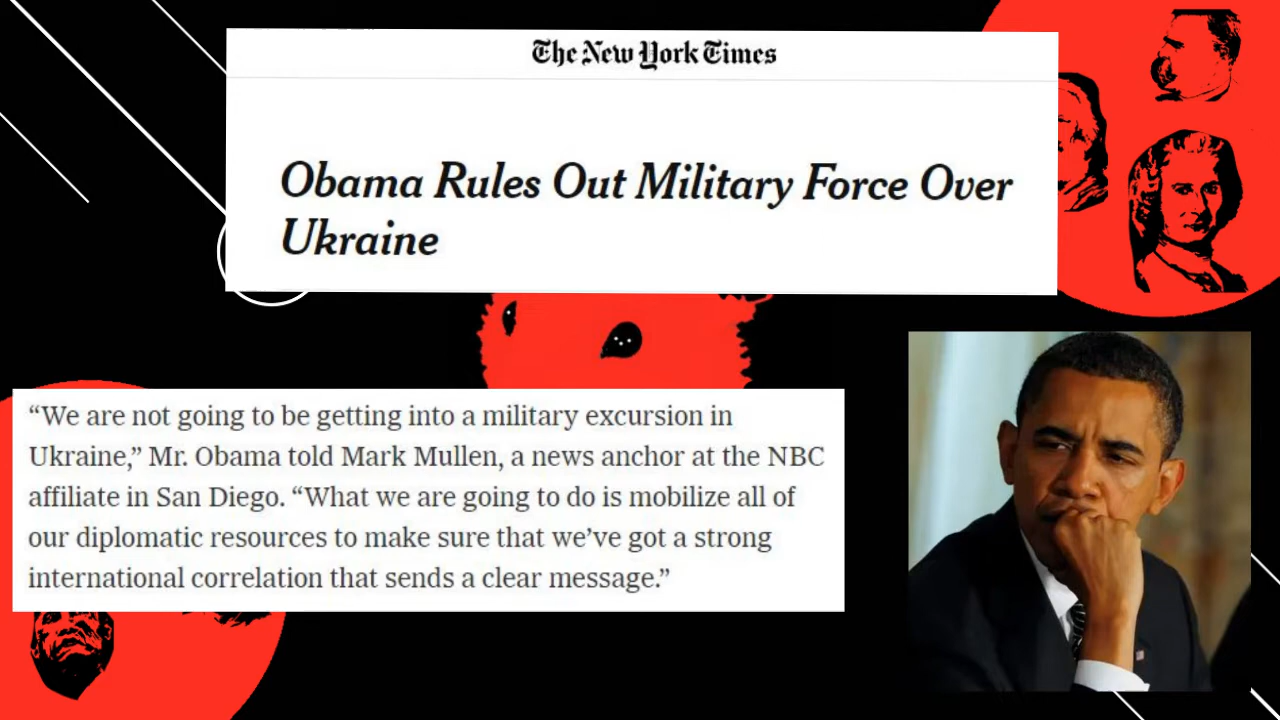 The New York Times
Obama Rules Out Military Force Over
Ukraine
“We are not going to be getting into a military excursion in
Ukraine,” Mr. Obama told Mark Mullen, a news anchor at the NBC
affiliate in San Diego. “What we are going to do is mobilize all of
our diplomatic resources to make sure that we’ve got a strong
international correlation that sends a clear message.”